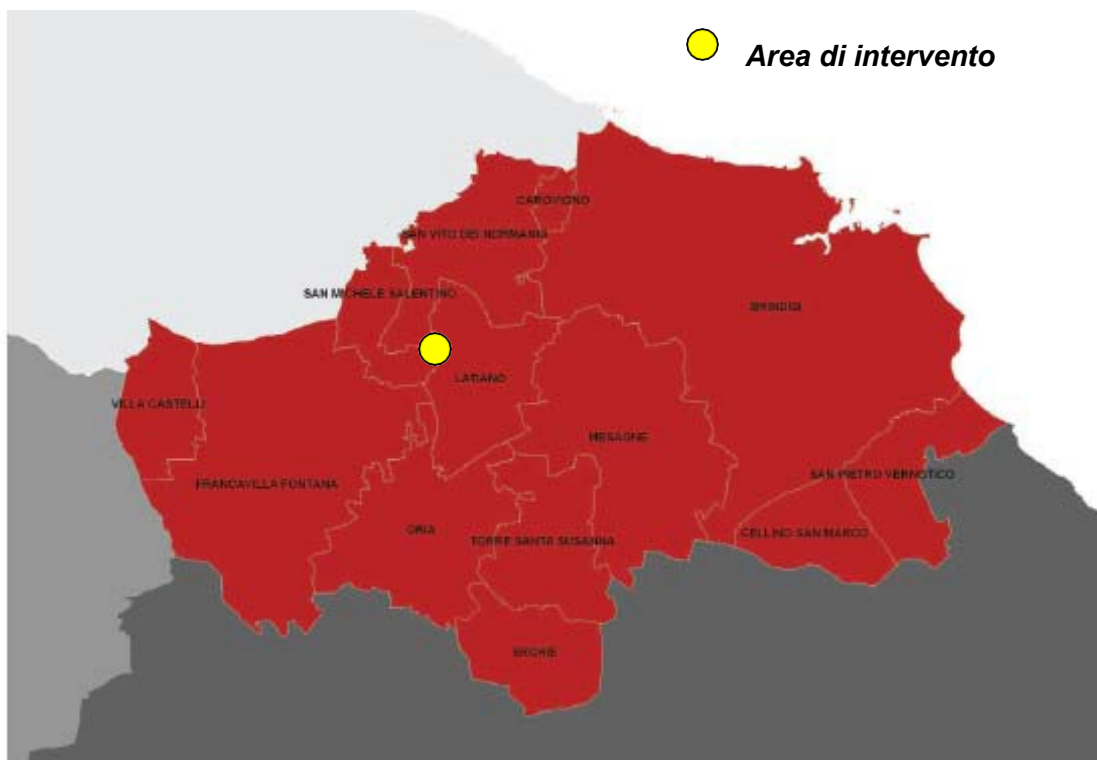 Area di intervento
CAROVIGNO
SAN VITO DEI NORMANNI
SAN MICHELE SALENTINO
BRINDISI
LATIANO
VILLA CASTELLI
MESAGNE
FRANCAVILLA FONTANA
SAN PIETRO VERNOTICO
ORIA
TORRE SANTA SUSANNA
CELLINO SAN MARCO
ERCHIE